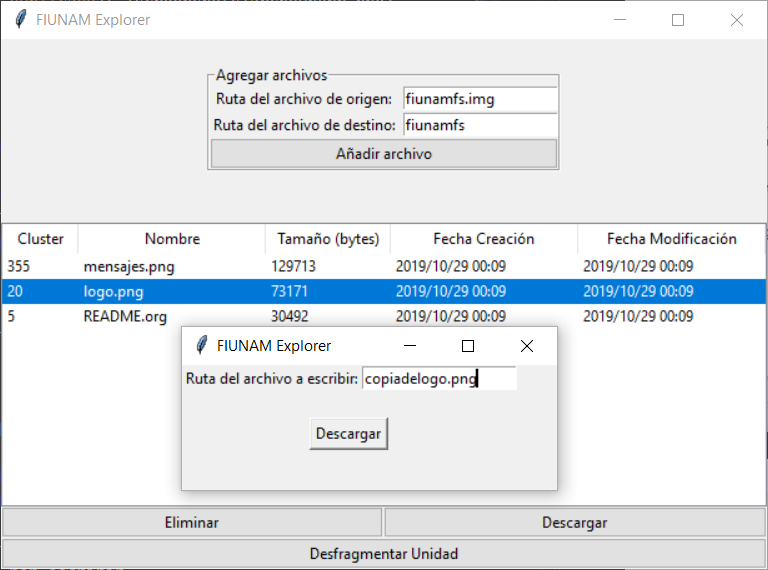 FIUNAM Explorer
Agregar archivos
Ruta del archivo de origen: fiunamfs.img
Ruta del archivo de destino: fiunamfs
Añadir archivo
Cluster Nombre Tamaño (bytes) Fecha Creación Fecha Modificación
355 mensajes.png 129713 2019/10/29 00:09 2019/10/29 00:09
20 logo.png 73171 2019/10/29 00:09 2019/10/29 00:09
5 README.org 30492 2019/10/29 00:09 2019/10/29 00:09
FIUNAM Explorer
Ruta del archivo a escribir: copiadelogo.png
Descargar
Eliminar Descargar
Desfragmentar Unidad